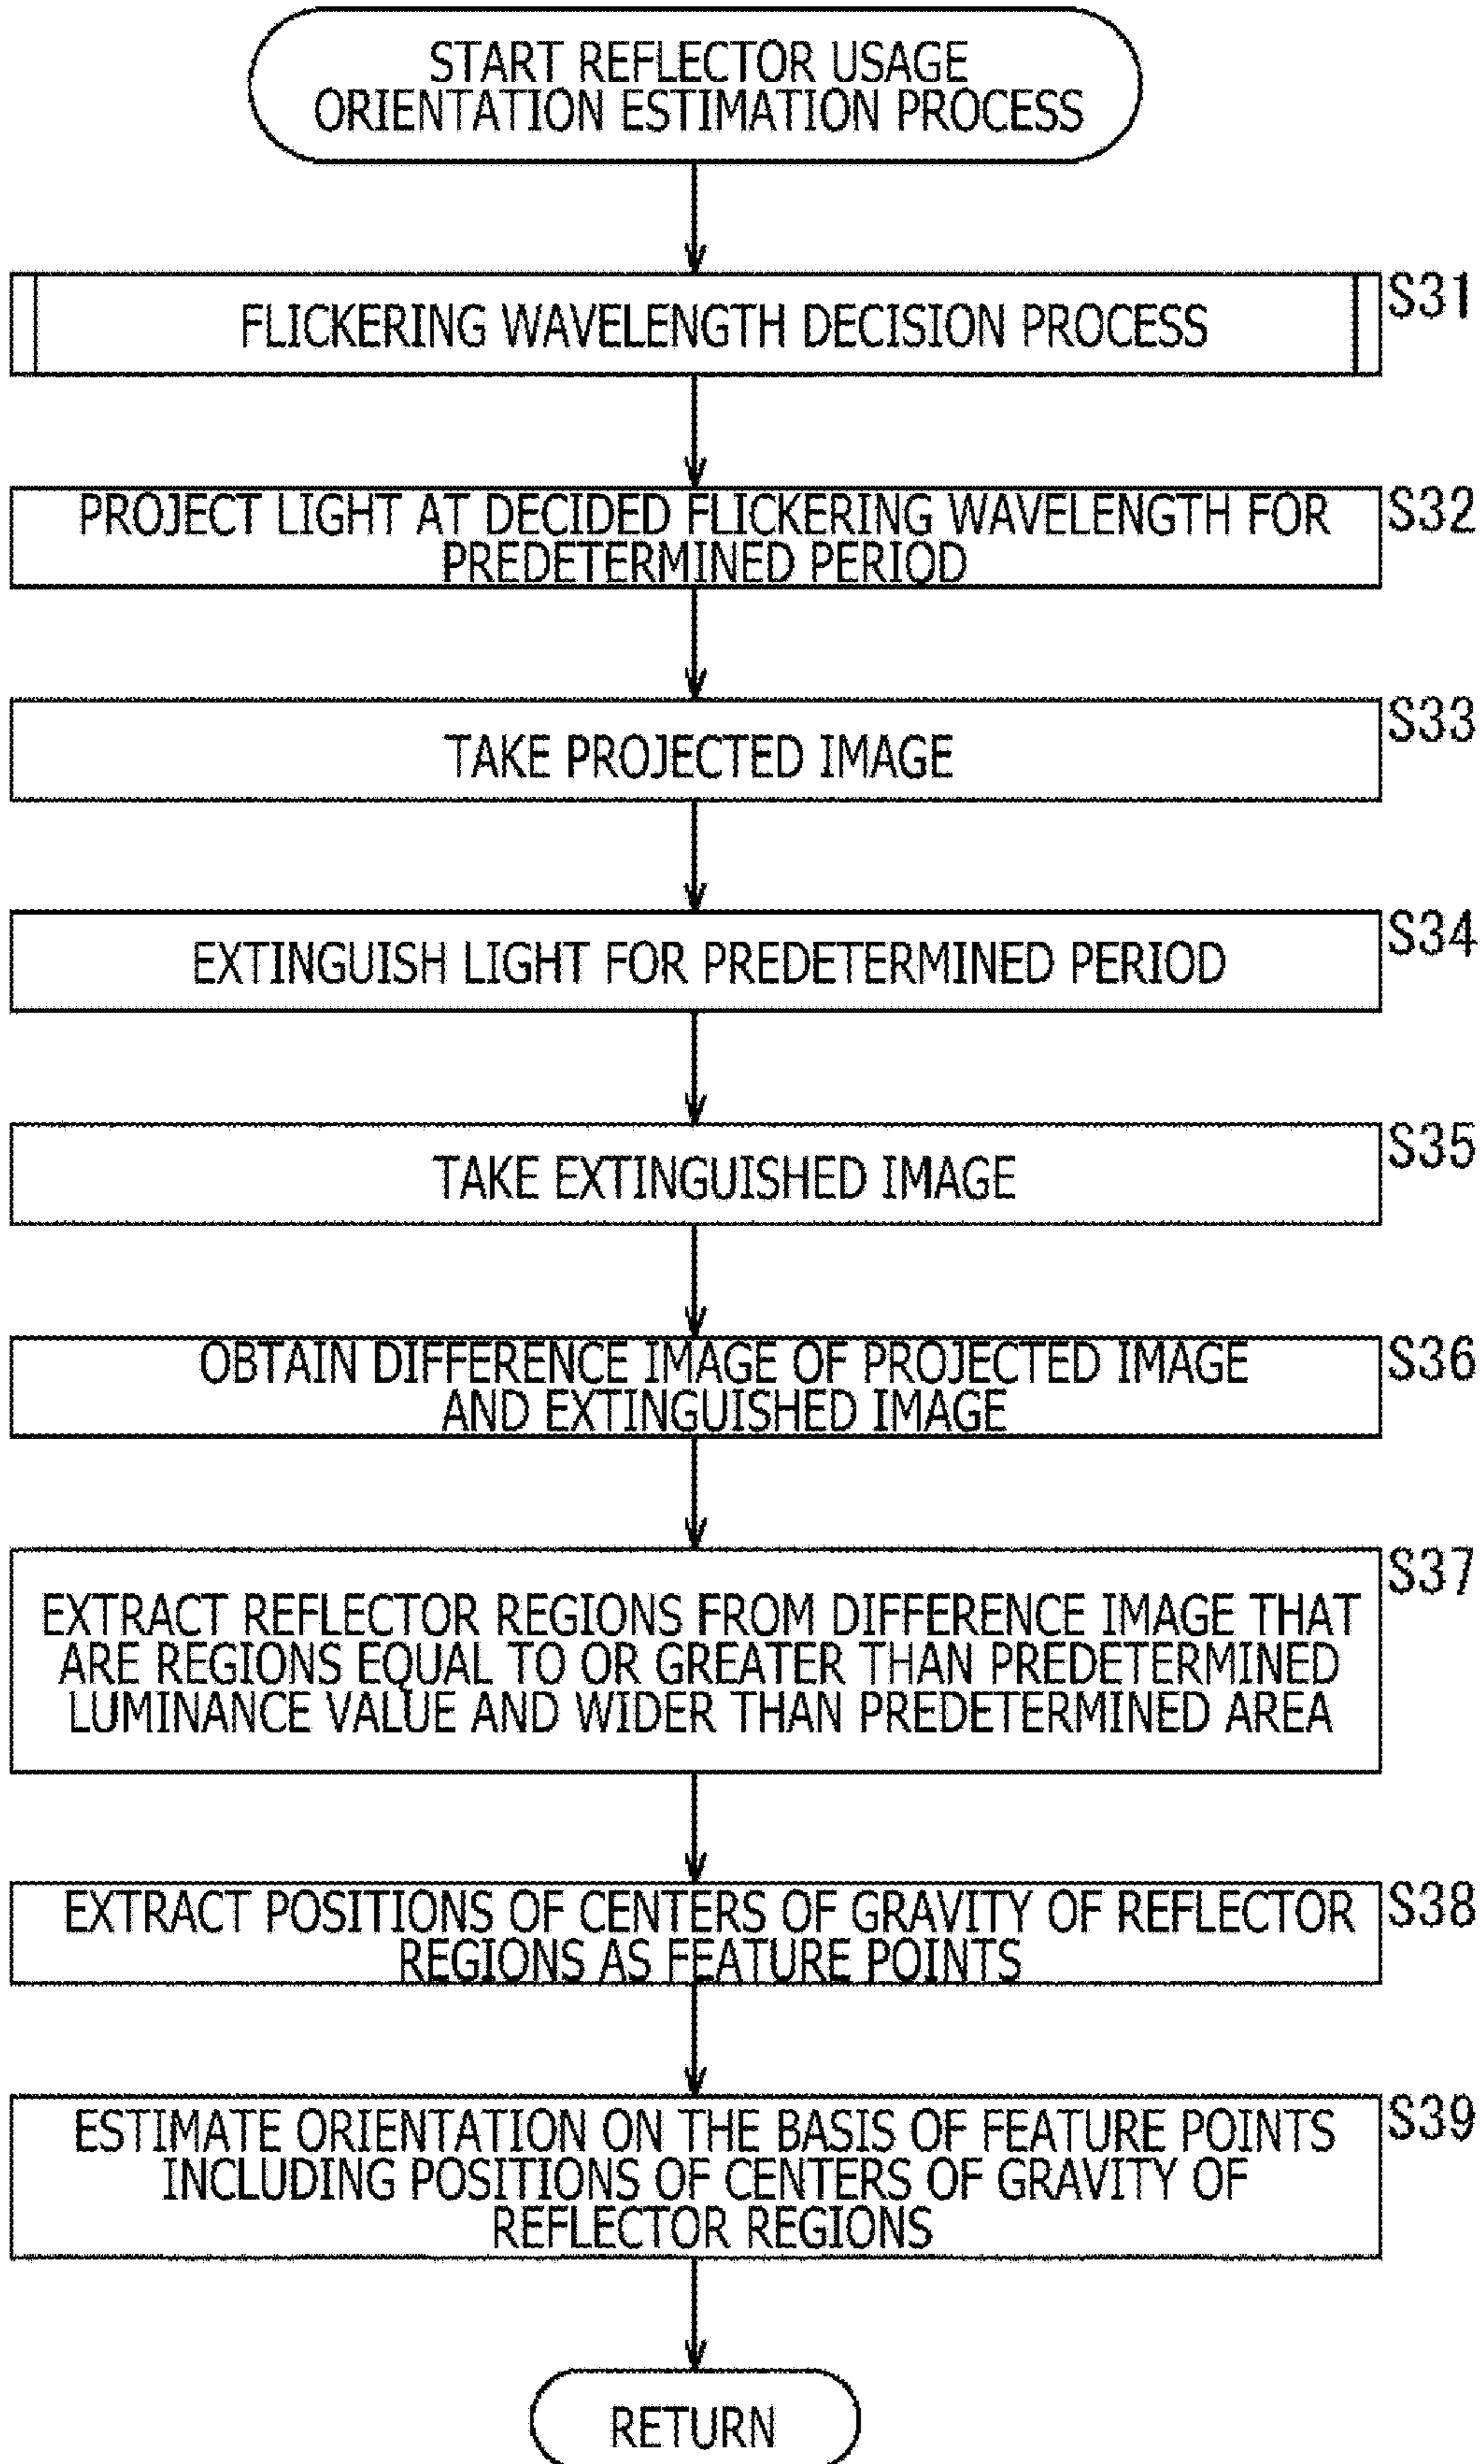 START REFLECTOR USAGE
ORIENTATION ESTIMATION PROCESS
S31
FLICKERING WAVELENGTH DECISION PROCESS
S32
PROJECT LIGHT AT DECIDED FLICKERING WAVELENGTH FOR
PREDETERMINED PERIOD
S33
TAKE PROJECTED IMAGE
S34
EXTINGUISH LIGHT FOR PREDETERMINED PERIOD
S35
TAKE EXTINGUISHED IMAGE
S36
OBTAIN DIFFERENCE IMAGE OF PROJECTED IMAGE
AND EXTINGUISHED IMAGE
S37
EXTRACT REFLECTOR REGIONS FROM DIFFERENCE IMAGE THAT
ARE REGIONS EQUAL TO OR GREATER THAN PREDETERMINED
LUMINANCE VALUE AND WIDER THAN PREDETERMINED AREA
S38
EXTRACT POSITIONS OF CENTERS OF GRAVITY OF REFLECTOR
REGIONS AS FEATURE POINTS
S39
ESTIMATE ORIENTATION ON THE BASIS OF FEATURE POINTS
INCLUDING POSITIONS OF CENTERS OF GRAVITY OF
REFLECTOR REGIONS
RETURN